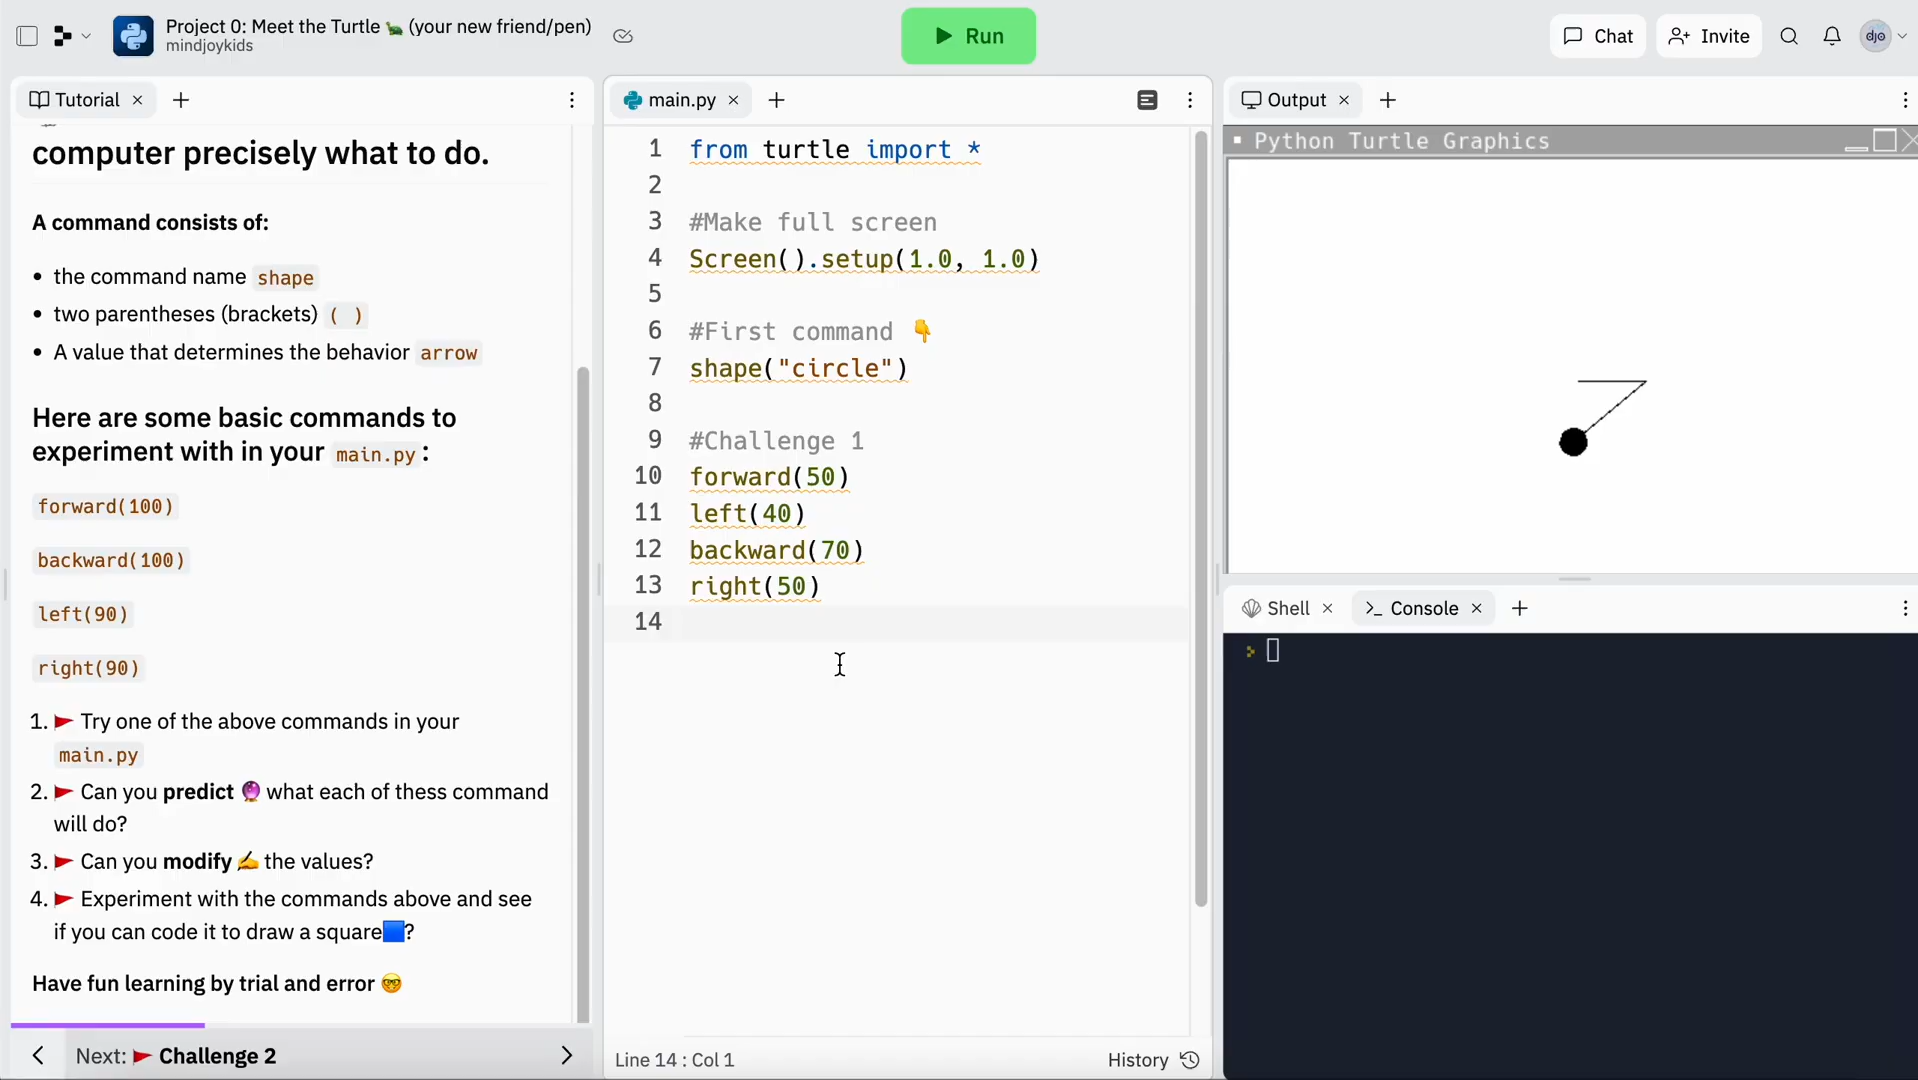 Project 0: Meet the Turtle 🐢 (your new friend/pen)
mindjoykids
Run
Chat
Invite
djo
Tutorial
computer precisely what to do.
A command consists of:
• the command name shape
• two parentheses (brackets) ( )
• A value that determines the behavior arrow
Here are some basic commands to
experiment with in your main.py :
forward(100)
backward(100)
left(90)
right(90)
1. 🚩 Try one of the above commands in your
main.py
2. 🚩 Can you predict 🔮 what each of thess command
will do?
3. 🚩 Can you modify ✍️ the values?
4. 🚩 Experiment with the commands above and see
if you can code it to draw a square🟦?
Have fun learning by trial and error 🤓
Next: 🚩 Challenge 2
main.py
1 from turtle import *
2
3 #Make full screen
4 Screen().setup(1.0, 1.0)
5
6 #First command 👇
7 shape("circle")
8
9 #Challenge 1
10 forward(50)
11 left(40)
12 backward(70)
13 right(50)
14
Line 14 : Col 1
History
Output
Python Turtle Graphics
Shell
Console